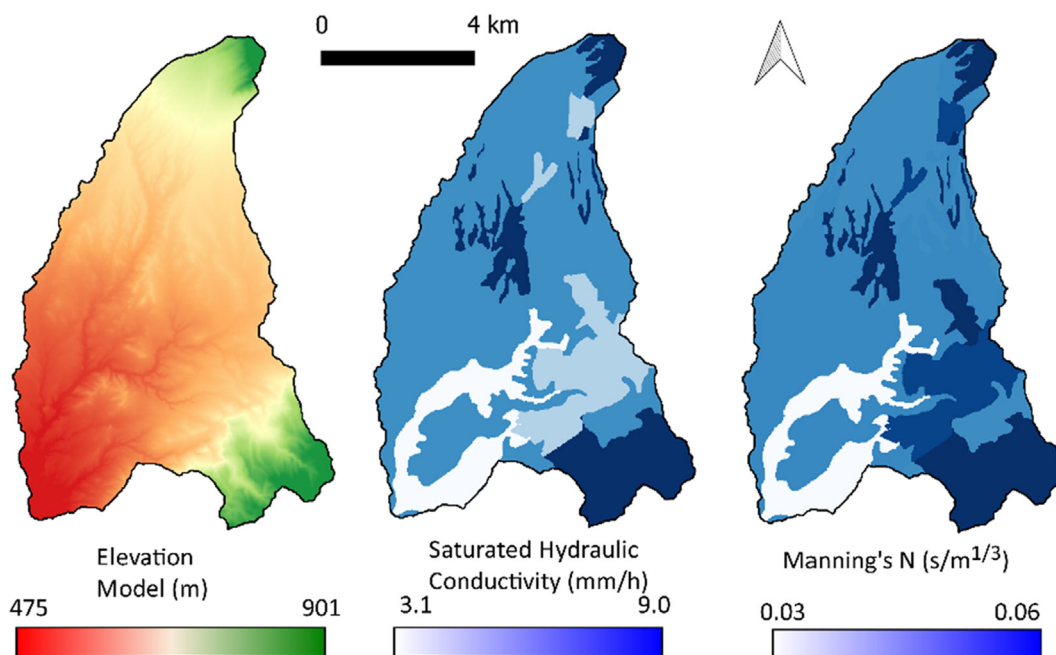 0 4 km
Elevation
Model (m)
475 901
Saturated Hydraulic
Conductivity (mm/h)
3.1 9.0
Manning's N (s/m^1/3)
0.03 0.06